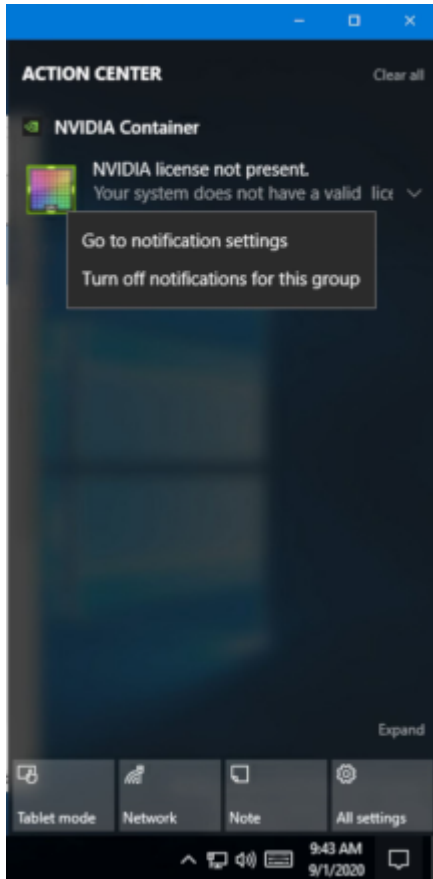 ACTION CENTER Clear all
NVIDIA Container
NVIDIA license not present.
Your system does not have a valid lice
Go to notification settings
Turn off notifications for this group
Expand
Tablet mode Network Note All settings
9:43 AM
9/1/2020